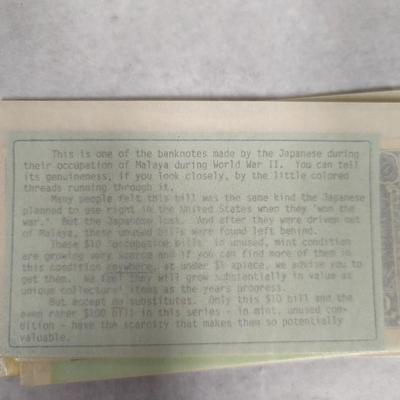 This is one of the banknotes made by the Japanese during
their occupation of Malaya during World War II. You can tell
its genuineness, if you look closely, by the little colored
threads running through it.
Many people felt this bill was the same kind the Japanese
planned to use right in the United States when they "won the
war." But the Japanese lost. And after they were driven out
of Malaya, these unused bills were found left behind.
These $10 "occupation bills" in unused, mint condition
are growing very scarce and if you can find more of them in
this condition anywhere, at under $1 apiece, we advise you to
get them. We feel they will grow substantially in value as
unique collectors' items as the years progress.
But accept no substitutes. Only this $10 bill and the
even rarer $100 bill in this series - in mint, unused con-
dition - have the scarcity that makes them so potentially
valuable.